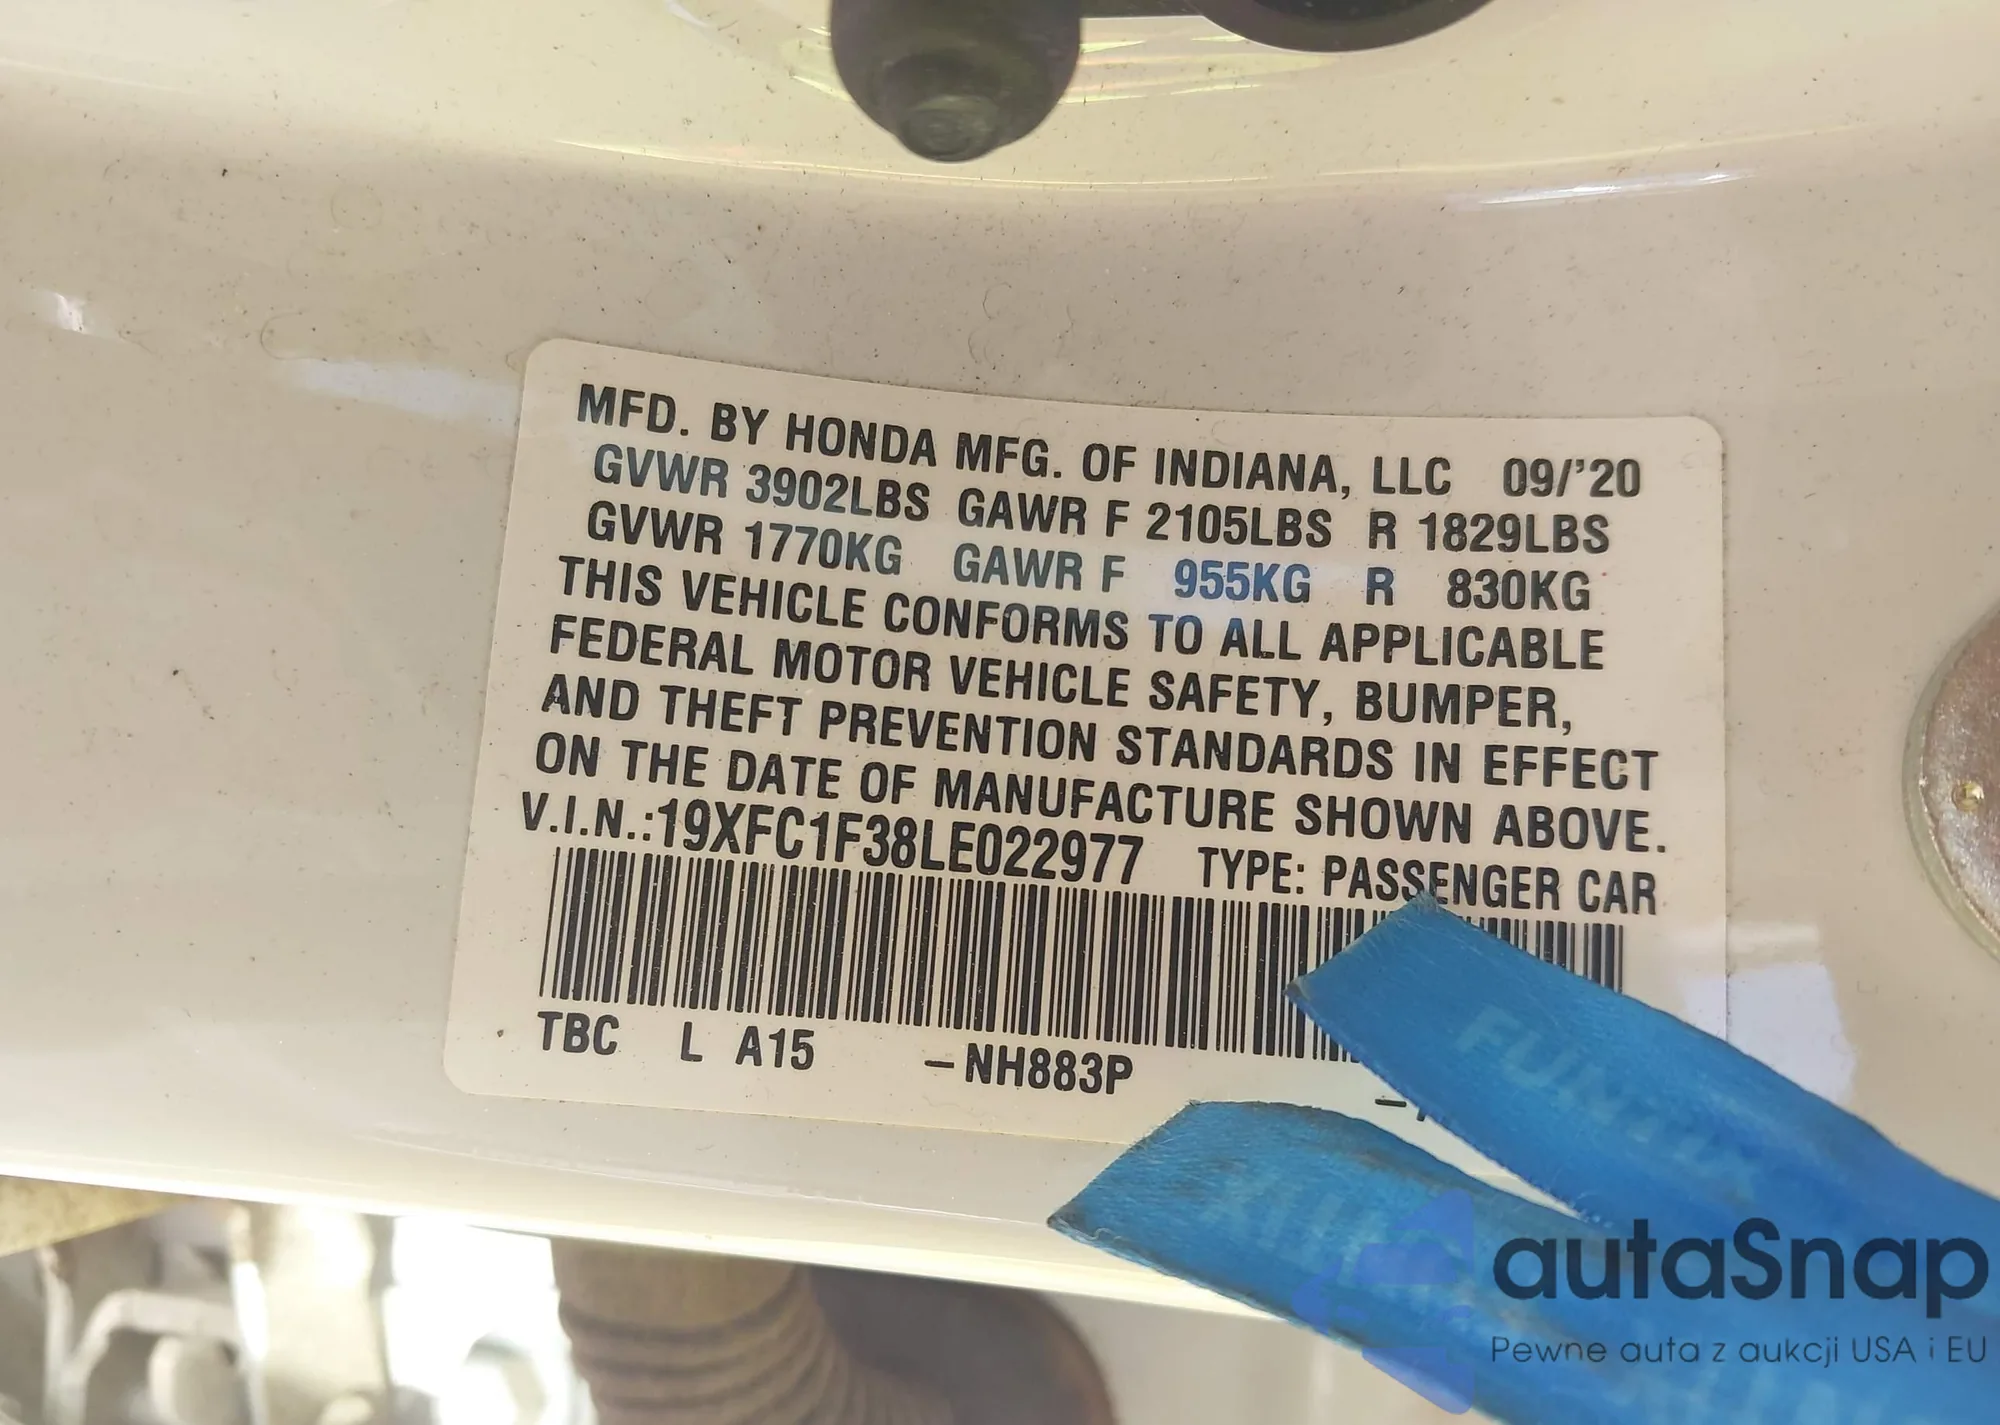 MFD. BY HONDA MFG. OF INDIANA, LLC 09/'20
GVWR 3902LBS GAWR F 2105LBS R 1829LBS
GVWR 1770KG GAWR F 955KG R 830KG
THIS VEHICLE CONFORMS TO ALL APPLICABLE
FEDERAL MOTOR VEHICLE SAFETY, BUMPER,
AND THEFT PREVENTION STANDARDS IN EFFECT
ON THE DATE OF MANUFACTURE SHOWN ABOVE.
V.I.N.:19XFC1F38LE022977 TYPE: PASSENGER CAR
TBC L A15 -NH883P
autaSnap
Pewne auta z aukcji USA i EU